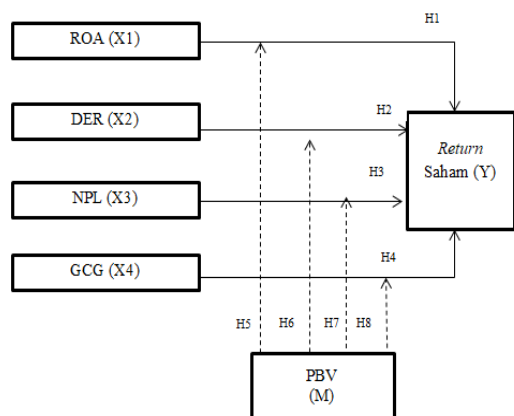 H1
ROA (X1)
DER (X2)
H2
Return
Saham (Y)
H3
NPL (X3)
H4
GCG (X4)
H5
H6
H7
H8
PBV
(M)